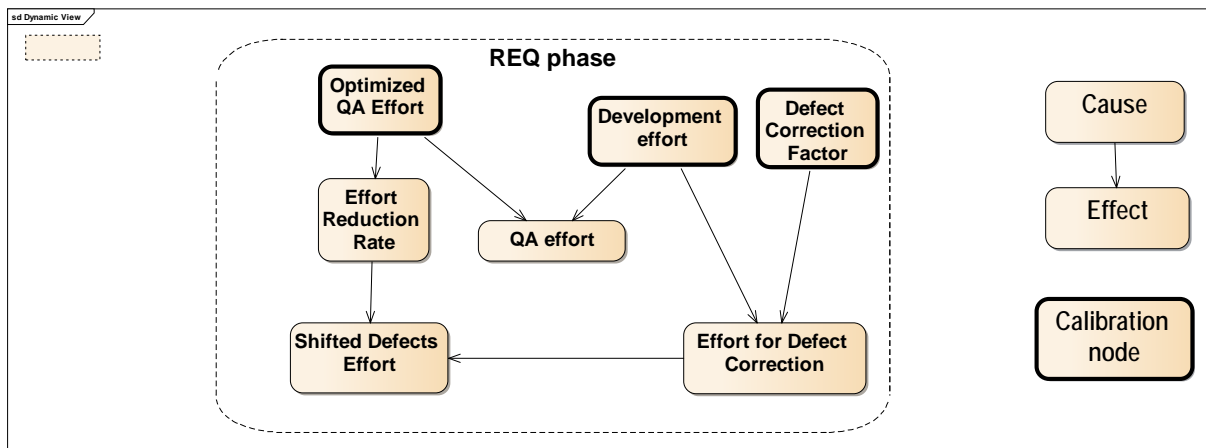 sd Dynamic View
REQ phase
Optimized
QA Effort
Development
effort
Defect
Correction
Factor
Effort
Reduction
Rate
QA effort
Shifted Defects
Effort
Effort for Defect
Correction
Cause
Effect
Calibration
node